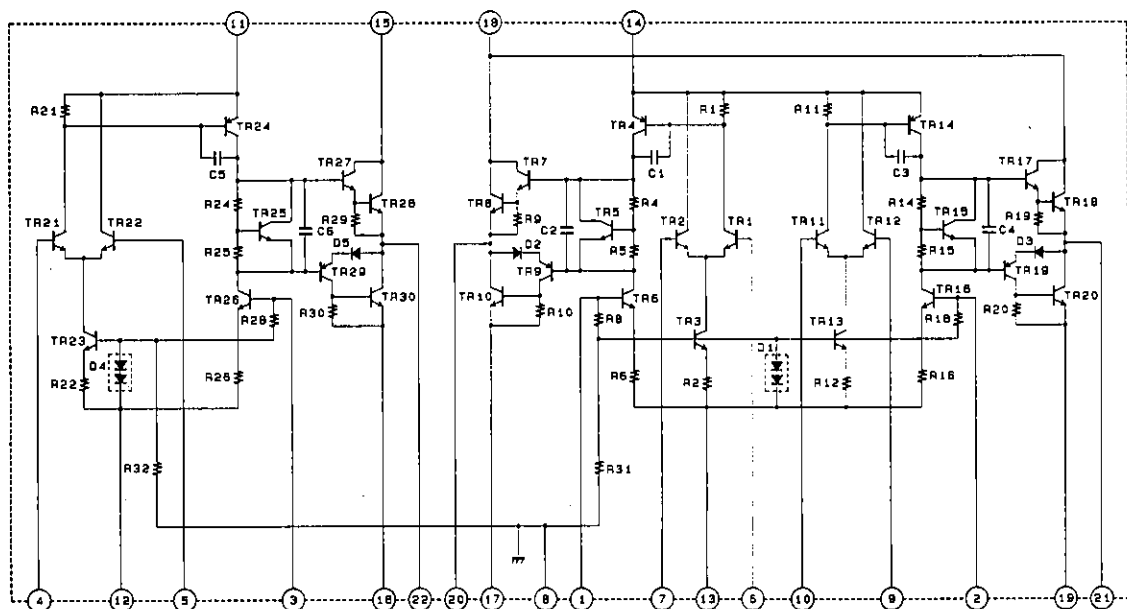 11 15 18 14
R21 R1 R11
TR24 TR4 TR14
C5 C1 C3
TR27 TR7 TR17
R24 TR25 TR28 TR8 R4 R14 TR15 TR18
TR21 TR22 R29 C6 R9 C2 TR5 TR2 TR1 TR11 TR12 C4 R19
R25 D5 D2 R5 R15 D3
TR29 TR9 TR19
TR26 TR30 TR10 TR6 TR16 TR20
R28 R30 R10 R8 R18 R20
TR23 TR3 TR13
D4 D1
R22 R26 R6 R2 R12 R16
R32 R31
4 12 5 3 16 22 20 17 8 1 7 13 6 10 9 2 19 21